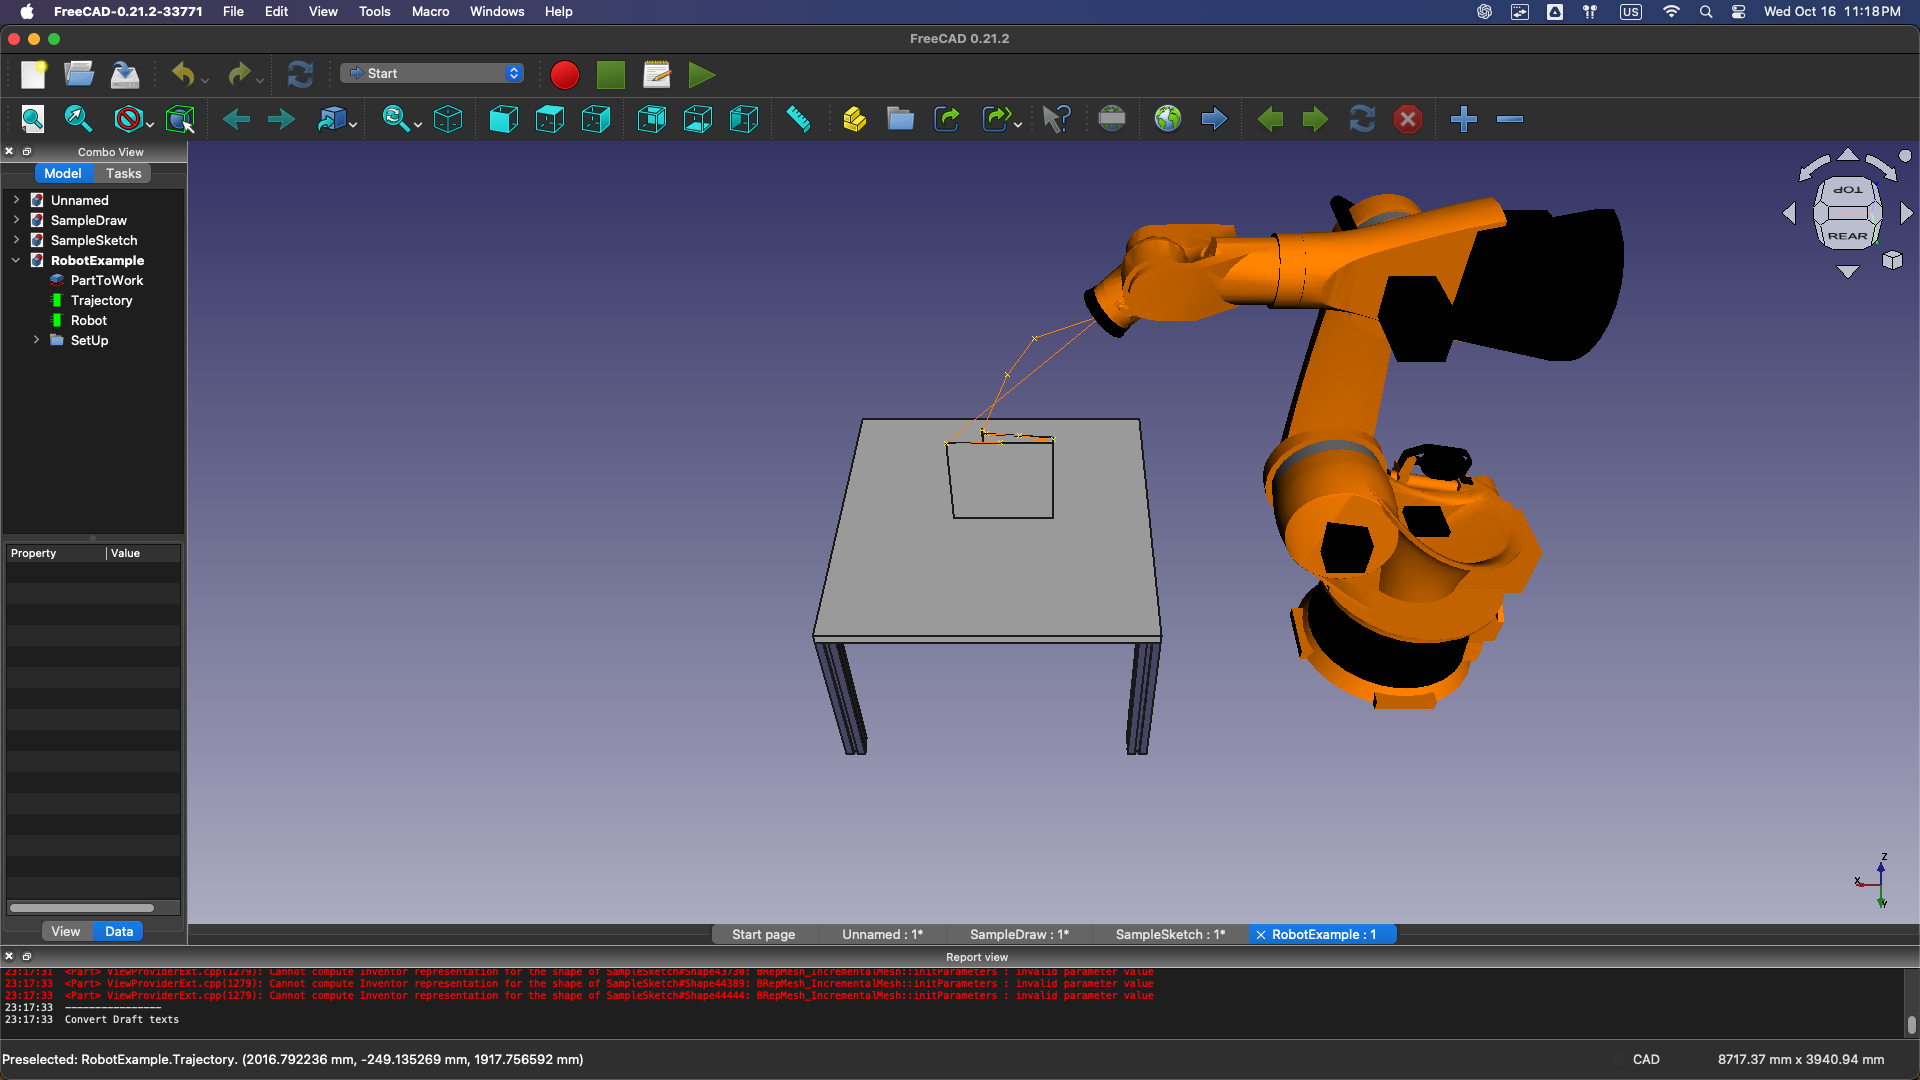 FreeCAD-0.21.2-33771 File Edit View Tools Macro Windows Help US Wed Oct 16 11:18 PM
FreeCAD 0.21.2
Start
Combo View
Model Tasks
Unnamed
SampleDraw
SampleSketch
RobotExample
PartToWork
Trajectory
Robot
SetUp
TOP
REAR
Property Value
View Data
Z
X
Y
Start page Unnamed : 1* SampleDraw : 1* SampleSketch : 1* RobotExample : 1
Report view
23:17:31 <Part> ViewProviderExt.cpp(1279): Cannot compute Inventor representation for the shape of SampleSketch#Shape43730: BRepMesh_IncrementalMesh::initParameters : invalid parameter value
23:17:33 <Part> ViewProviderExt.cpp(1279): Cannot compute Inventor representation for the shape of SampleSketch#Shape44389: BRepMesh_IncrementalMesh::initParameters : invalid parameter value
23:17:33 <Part> ViewProviderExt.cpp(1279): Cannot compute Inventor representation for the shape of SampleSketch#Shape44444: BRepMesh_IncrementalMesh::initParameters : invalid parameter value
23:17:33 ----------------
23:17:33 Convert Draft texts
Preselected: RobotExample.Trajectory. (2016.792236 mm, -249.135269 mm, 1917.756592 mm) CAD 8717.37 mm x 3940.94 mm